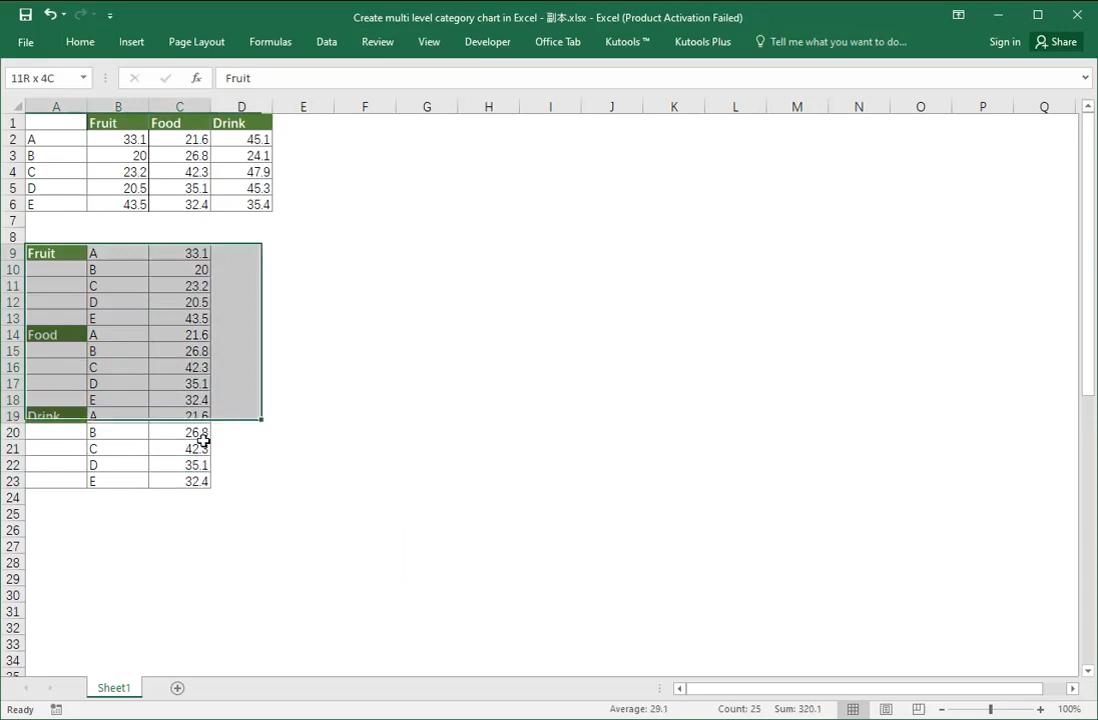 Create multi level category chart in Excel - 副本.xlsx - Excel (Product Activation Failed)
File Home Insert Page Layout Formulas Data Review View Developer Office Tab Kutools ™ Kutools Plus Tell me what you want to do... Sign in Share
11R x 4C fx Fruit
A B C D E F G H I J K L M N O P Q
1 Fruit Food Drink
2 A 33.1 21.6 45.1
3 B 20 26.8 24.1
4 C 23.2 42.3 47.9
5 D 20.5 35.1 45.3
6 E 43.5 32.4 35.4
7
8
9 Fruit A 33.1
10 B 20
11 C 23.2
12 D 20.5
13 E 43.5
14 Food A 21.6
15 B 26.8
16 C 42.3
17 D 35.1
18 E 32.4
19 Drink A 21.6
20 B 26.8
21 C 42.3
22 D 35.1
23 E 32.4
24
25
26
27
28
29
30
31
32
33
34
35
Sheet1
Ready Average: 29.1 Count: 25 Sum: 320.1 100%